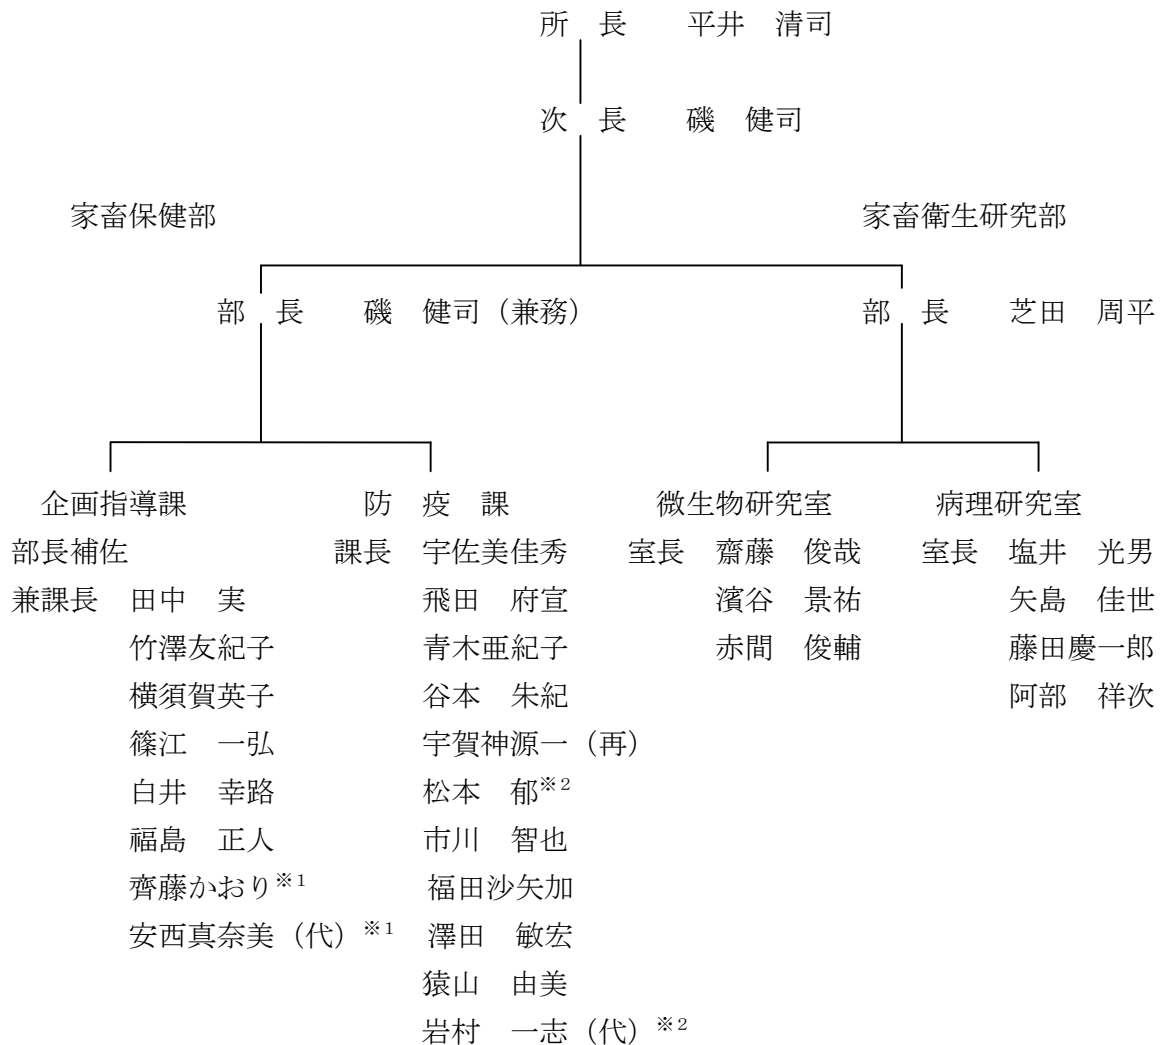 所　長　　平井　清司
次　長　　磯　健司
家畜保健部　　家畜衛生研究部
部　長　　磯　健司（兼務）　　部　長　　芝田　周平
企画指導課　　防　疫　課　　微生物研究室　　病理研究室
部長補佐　　課長　宇佐美佳秀　　室長　齋藤　俊哉　　室長　塩井　光男
兼課長　田中　実　　飛田　府宣　　濱谷　景祐　　矢島　佳世
竹澤友紀子　　青木亜紀子　　赤間　俊輔　　藤田慶一郎
横須賀英子　　谷本　朱紀　　阿部　祥次
篠江　一弘　　宇賀神源一（再）
白井　幸路　　松本　郁※2
福島　正人　　市川　智也
齊藤かおり※1　　福田沙矢加
安西真奈美（代）※1　　澤田　敏宏
猿山　由美
岩村　一志（代）※2